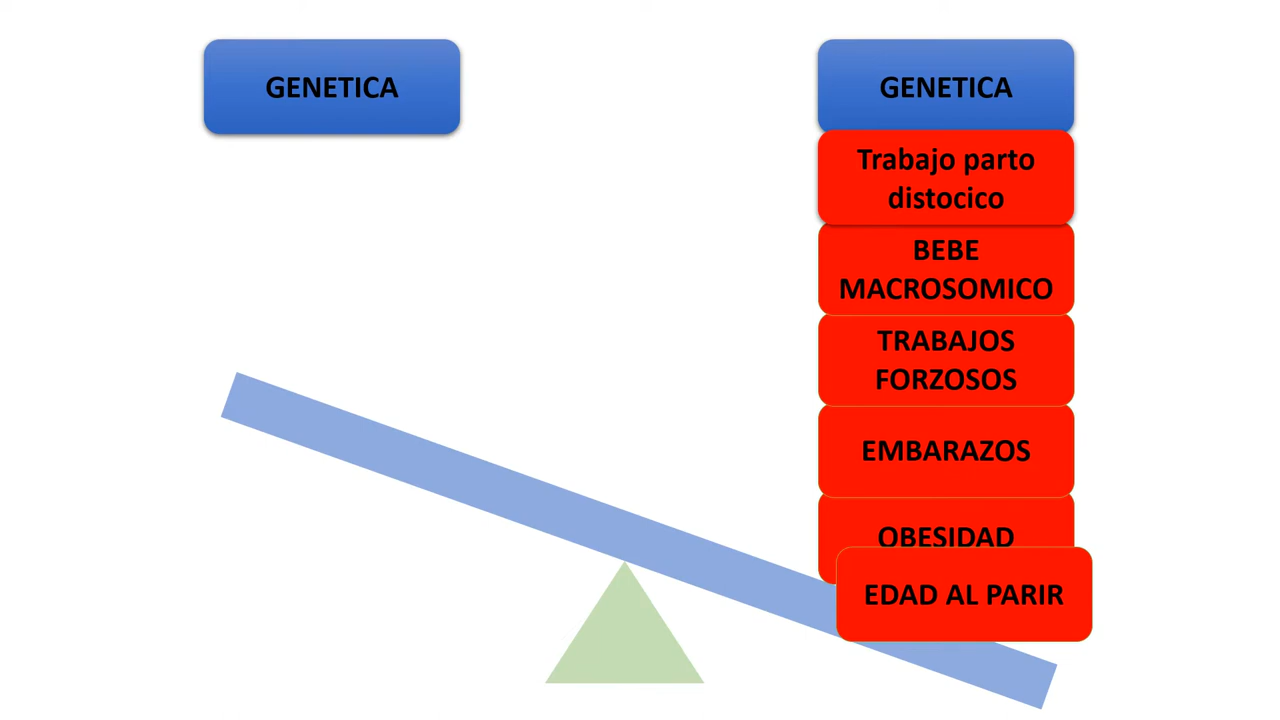 GENETICA
GENETICA
Trabajo parto
distocico
BEBE
MACROSOMICO
TRABAJOS
FORZOSOS
EMBARAZOS
OBESIDAD
EDAD AL PARIR